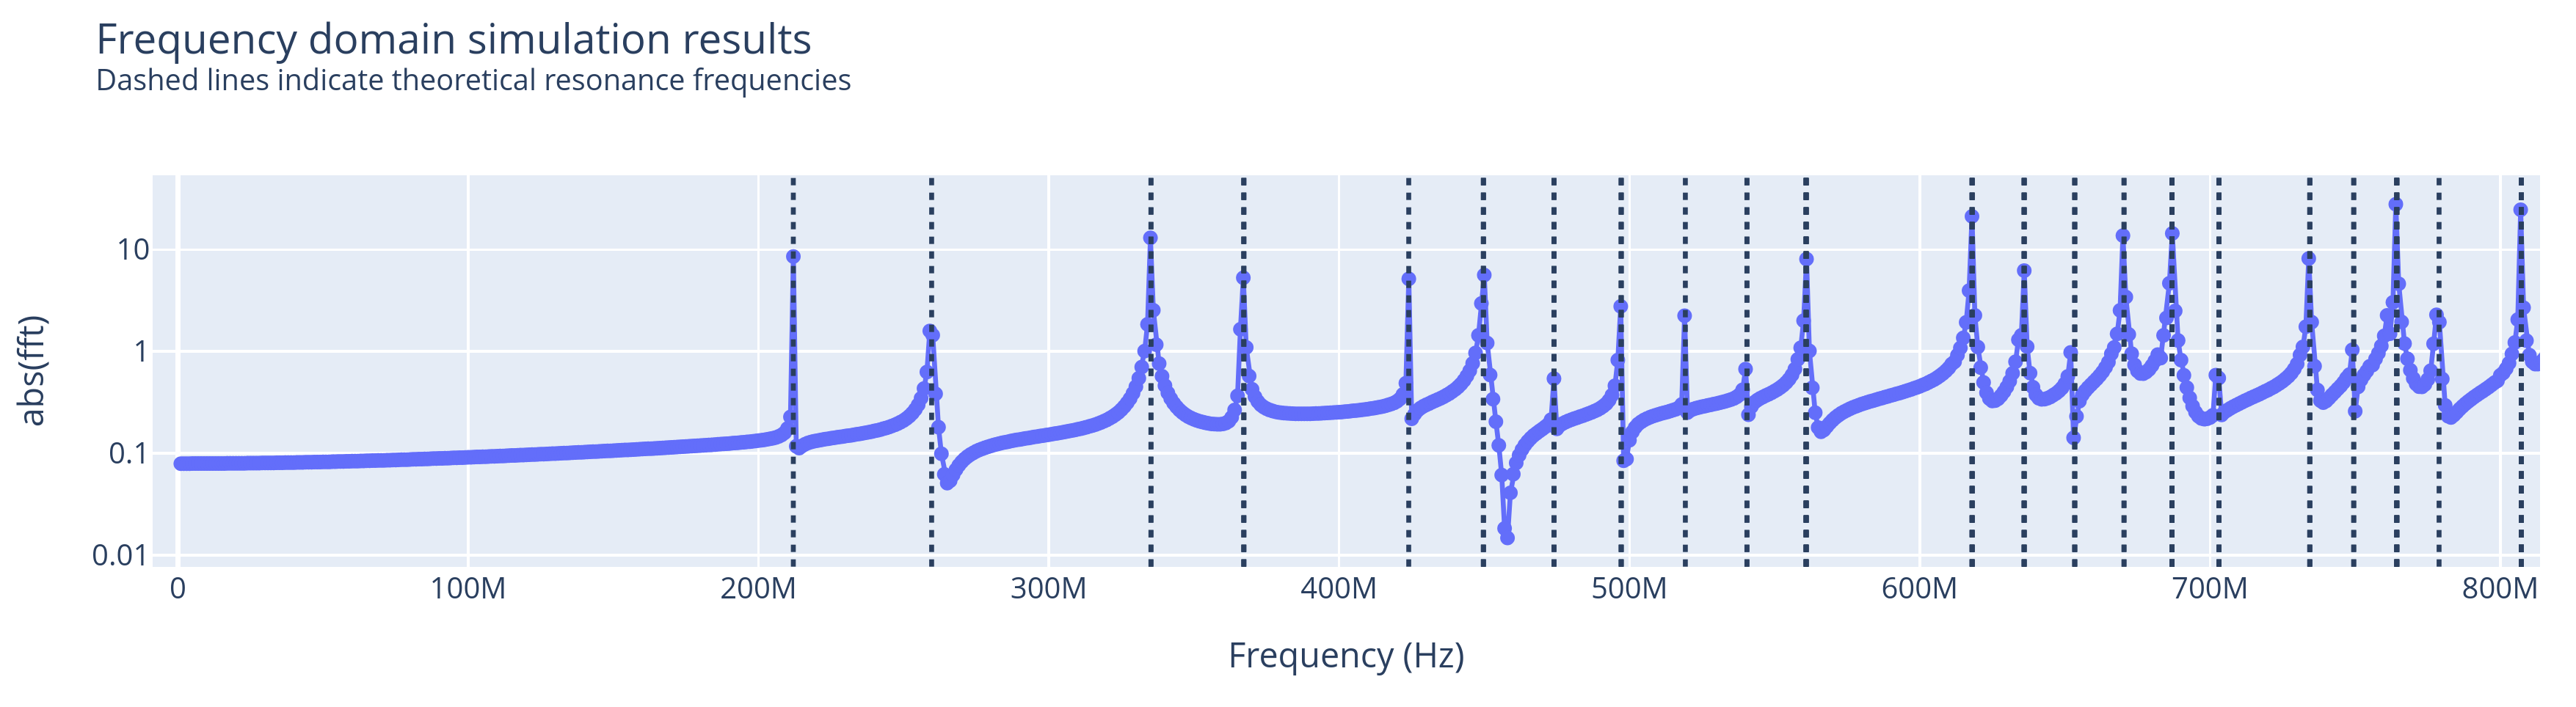 Frequency domain simulation results
Dashed lines indicate theoretical resonance frequencies
10
1
0.1
0.01
abs(fft)
0 100M 200M 300M 400M 500M 600M 700M 800M
Frequency (Hz)